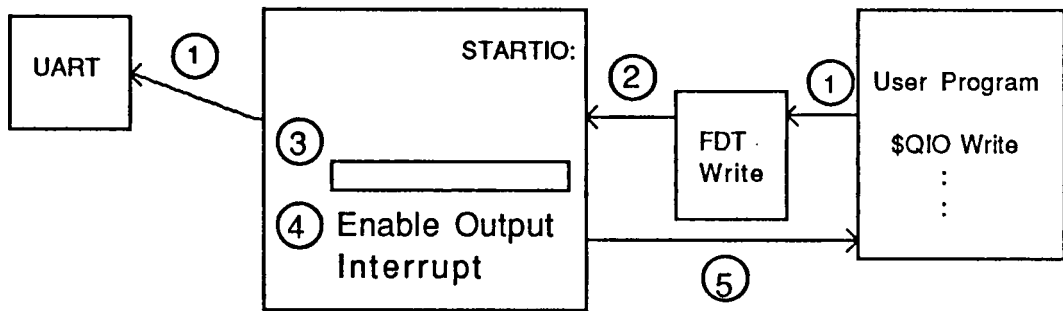 UART
①
STARTIO:
③
④ Enable Output
Interrupt
②
FDT
Write
①
User Program
$QIO Write
⑤